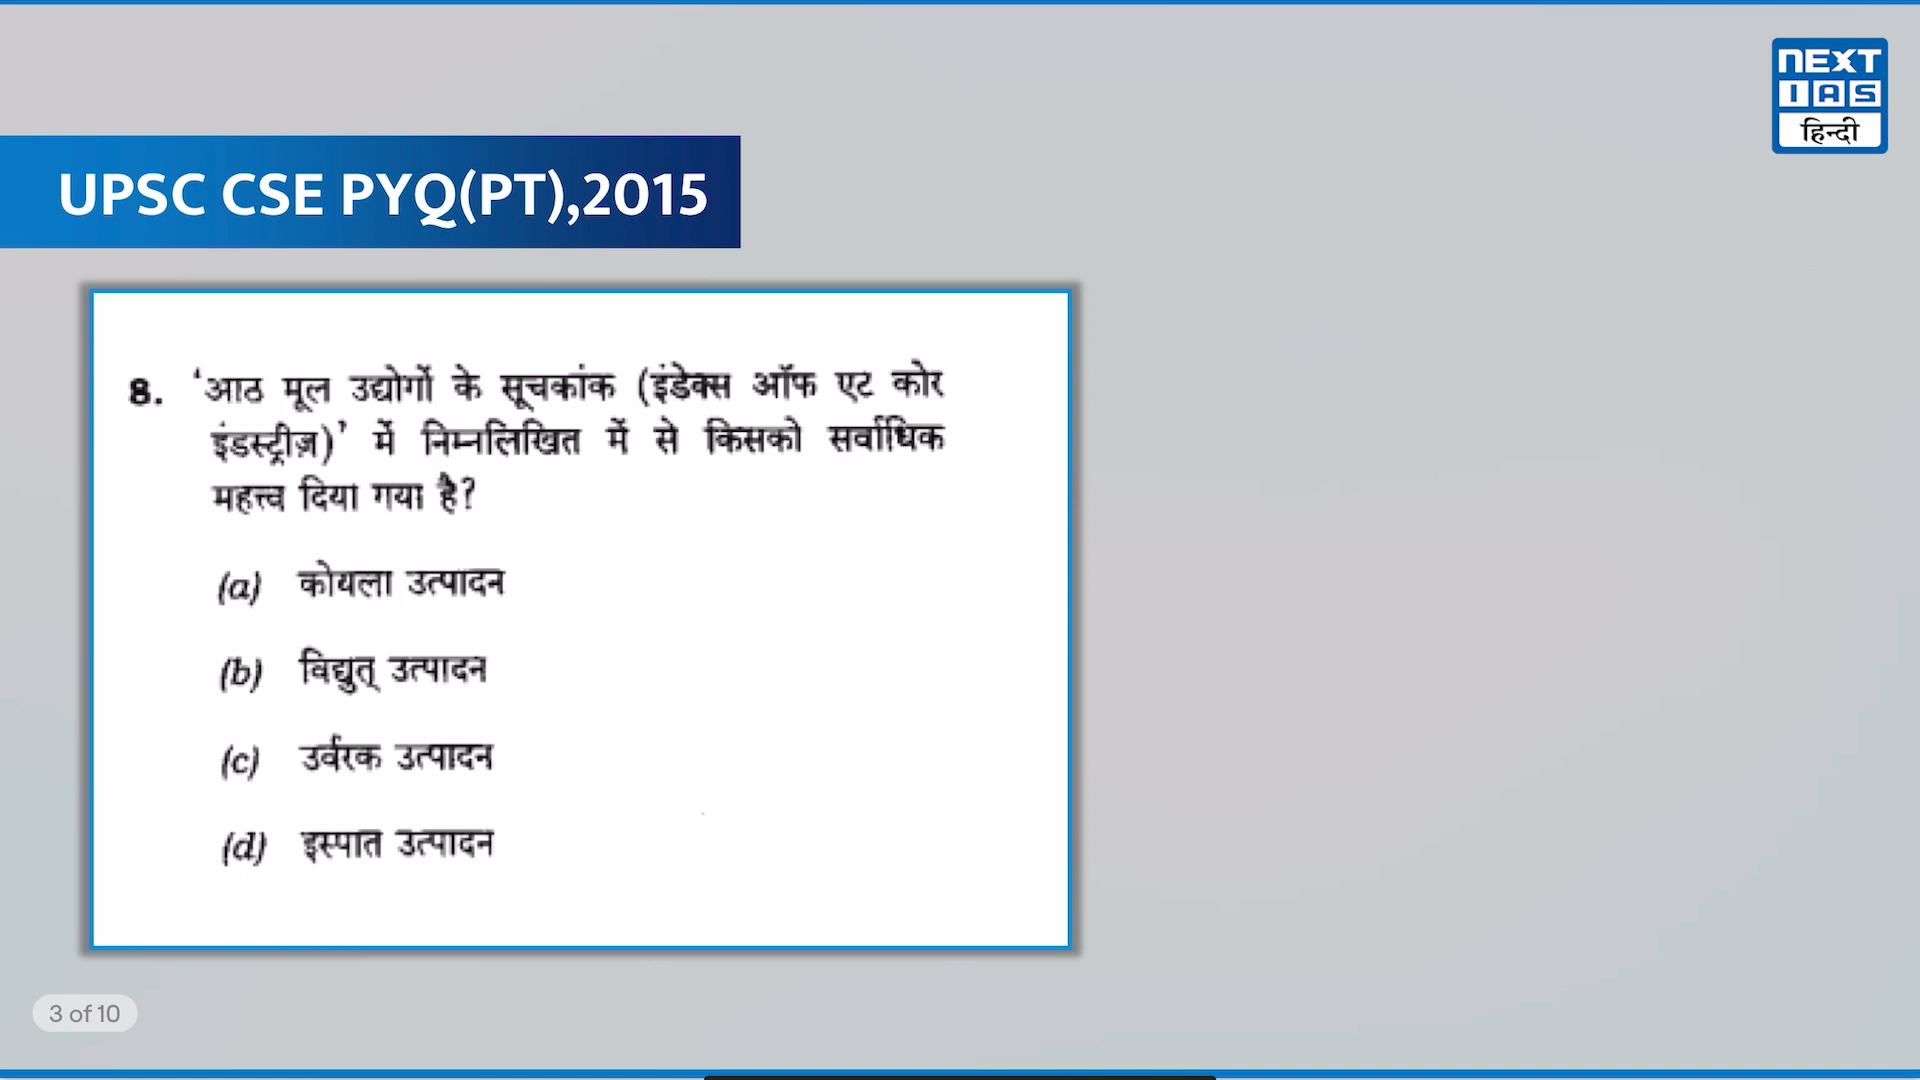 NEXT
IAS
हिन्दी
UPSC CSE PYQ(PT),2015
8. ‘आठ मूल उद्योगों के सूचकांक (इंडेक्स ऑफ एट कोर
इंडस्ट्रीज़)’ में निम्नलिखित में से किसको सर्वाधिक
महत्त्व दिया गया है?
(a) कोयला उत्पादन
(b) विद्युत् उत्पादन
(c) उर्वरक उत्पादन
(d) इस्पात उत्पादन
3 of 10